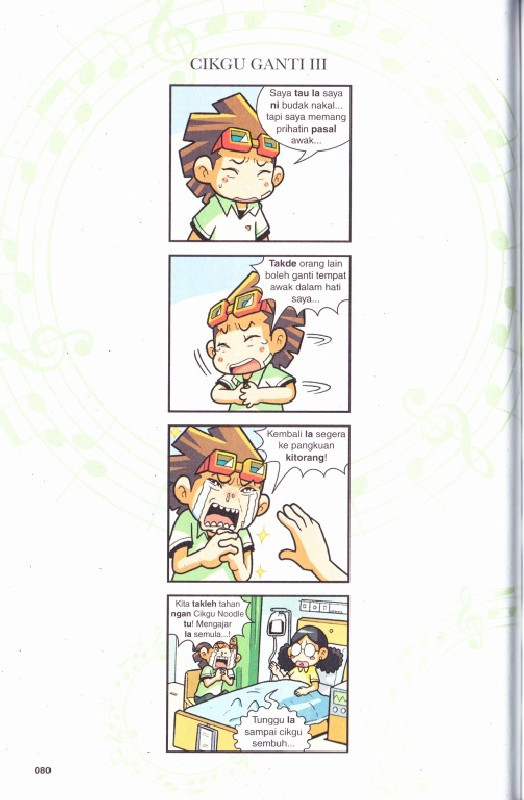 CIKGU GANTI III
Saya tau la saya
ni budak nakal...
tapi saya memang
prihatin pasal
awak...
Takde orang lain
boleh ganti tempat
awak dalam hati
saya...
Kembali la segera
ke pangkuan
kitorang!!
Kita takleh tahan
ngan Cikgu Noodle
tu! Mengajar
la semula...!
Tunggu la
sampai cikgu
sembuh...
080